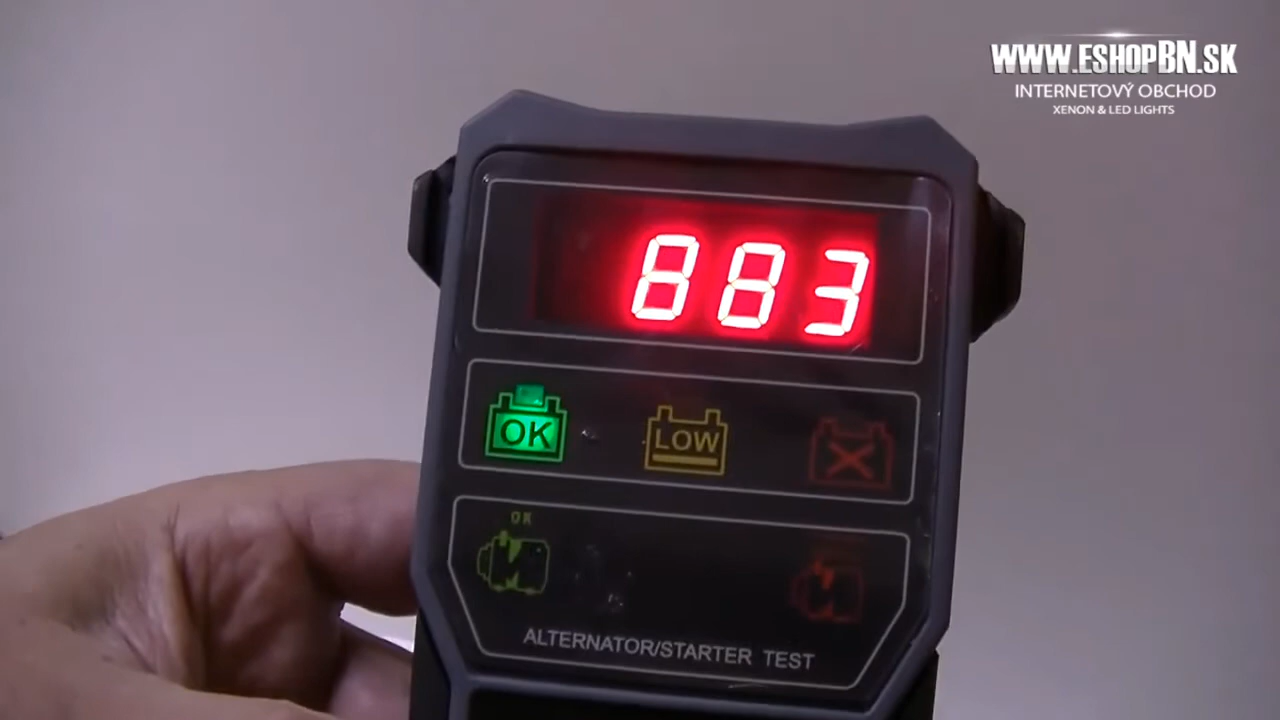 WWW.ESHOPBN.SK
INTERNETOVÝ OBCHOD
XENON & LED LIGHTS
883
OK
LOW
OK
ALTERNATOR/STARTER TEST